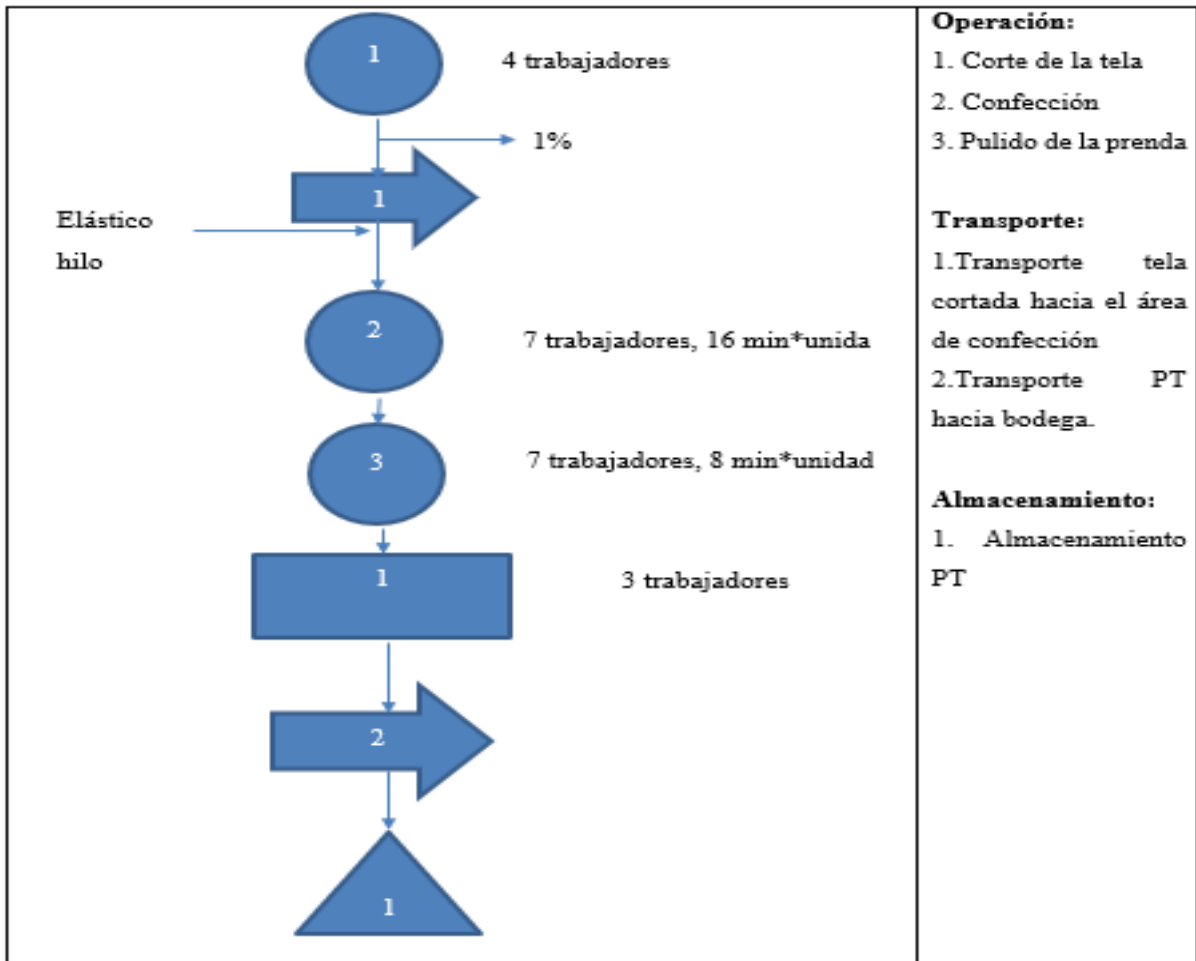 1
4 trabajadores
1%
1
Elástico
hilo
2
7 trabajadores, 16 min*unida
3
7 trabajadores, 8 min*unidad
1
3 trabajadores
2
1
Operación:
1. Corte de la tela
2. Confección
3. Pulido de la prenda
Transporte:
1.Transporte tela
cortada hacia el área
de confección
2.Transporte PT
hacia bodega.
Almacenamiento:
1. Almacenamiento
PT